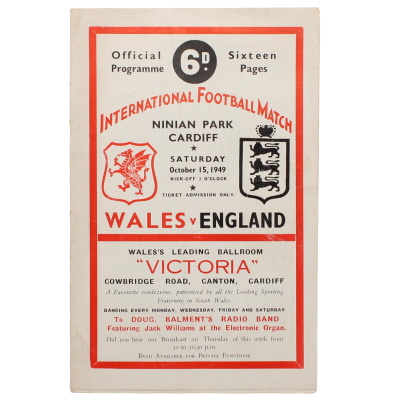 Official 6D. Sixteen
Programme Pages
INTERNATIONAL FOOTBALL MATCH
NINIAN PARK
CARDIFF
SATURDAY
October 15, 1949
KICK-OFF 3 O'CLOCK
TICKET ADMISSION ONLY.
WALES v ENGLAND
WALES'S LEADING BALLROOM
"VICTORIA"
COWBRIDGE ROAD, CANTON, CARDIFF
A Favourite rendezvous, patronized by all the Leading Sporting
Fraternity in South Wales.
DANCING EVERY MONDAY, WEDNESDAY, FRIDAY AND SATURDAY
To DOUG. BALMENT'S RADIO BAND
Featuring Jack Williams at the Electronic Organ.
Did you hear our Broadcast on Thursday of this week from
10 to 10.30 p.m.
BAND AVAILABLE FOR PRIVATE FUNCTIONS.